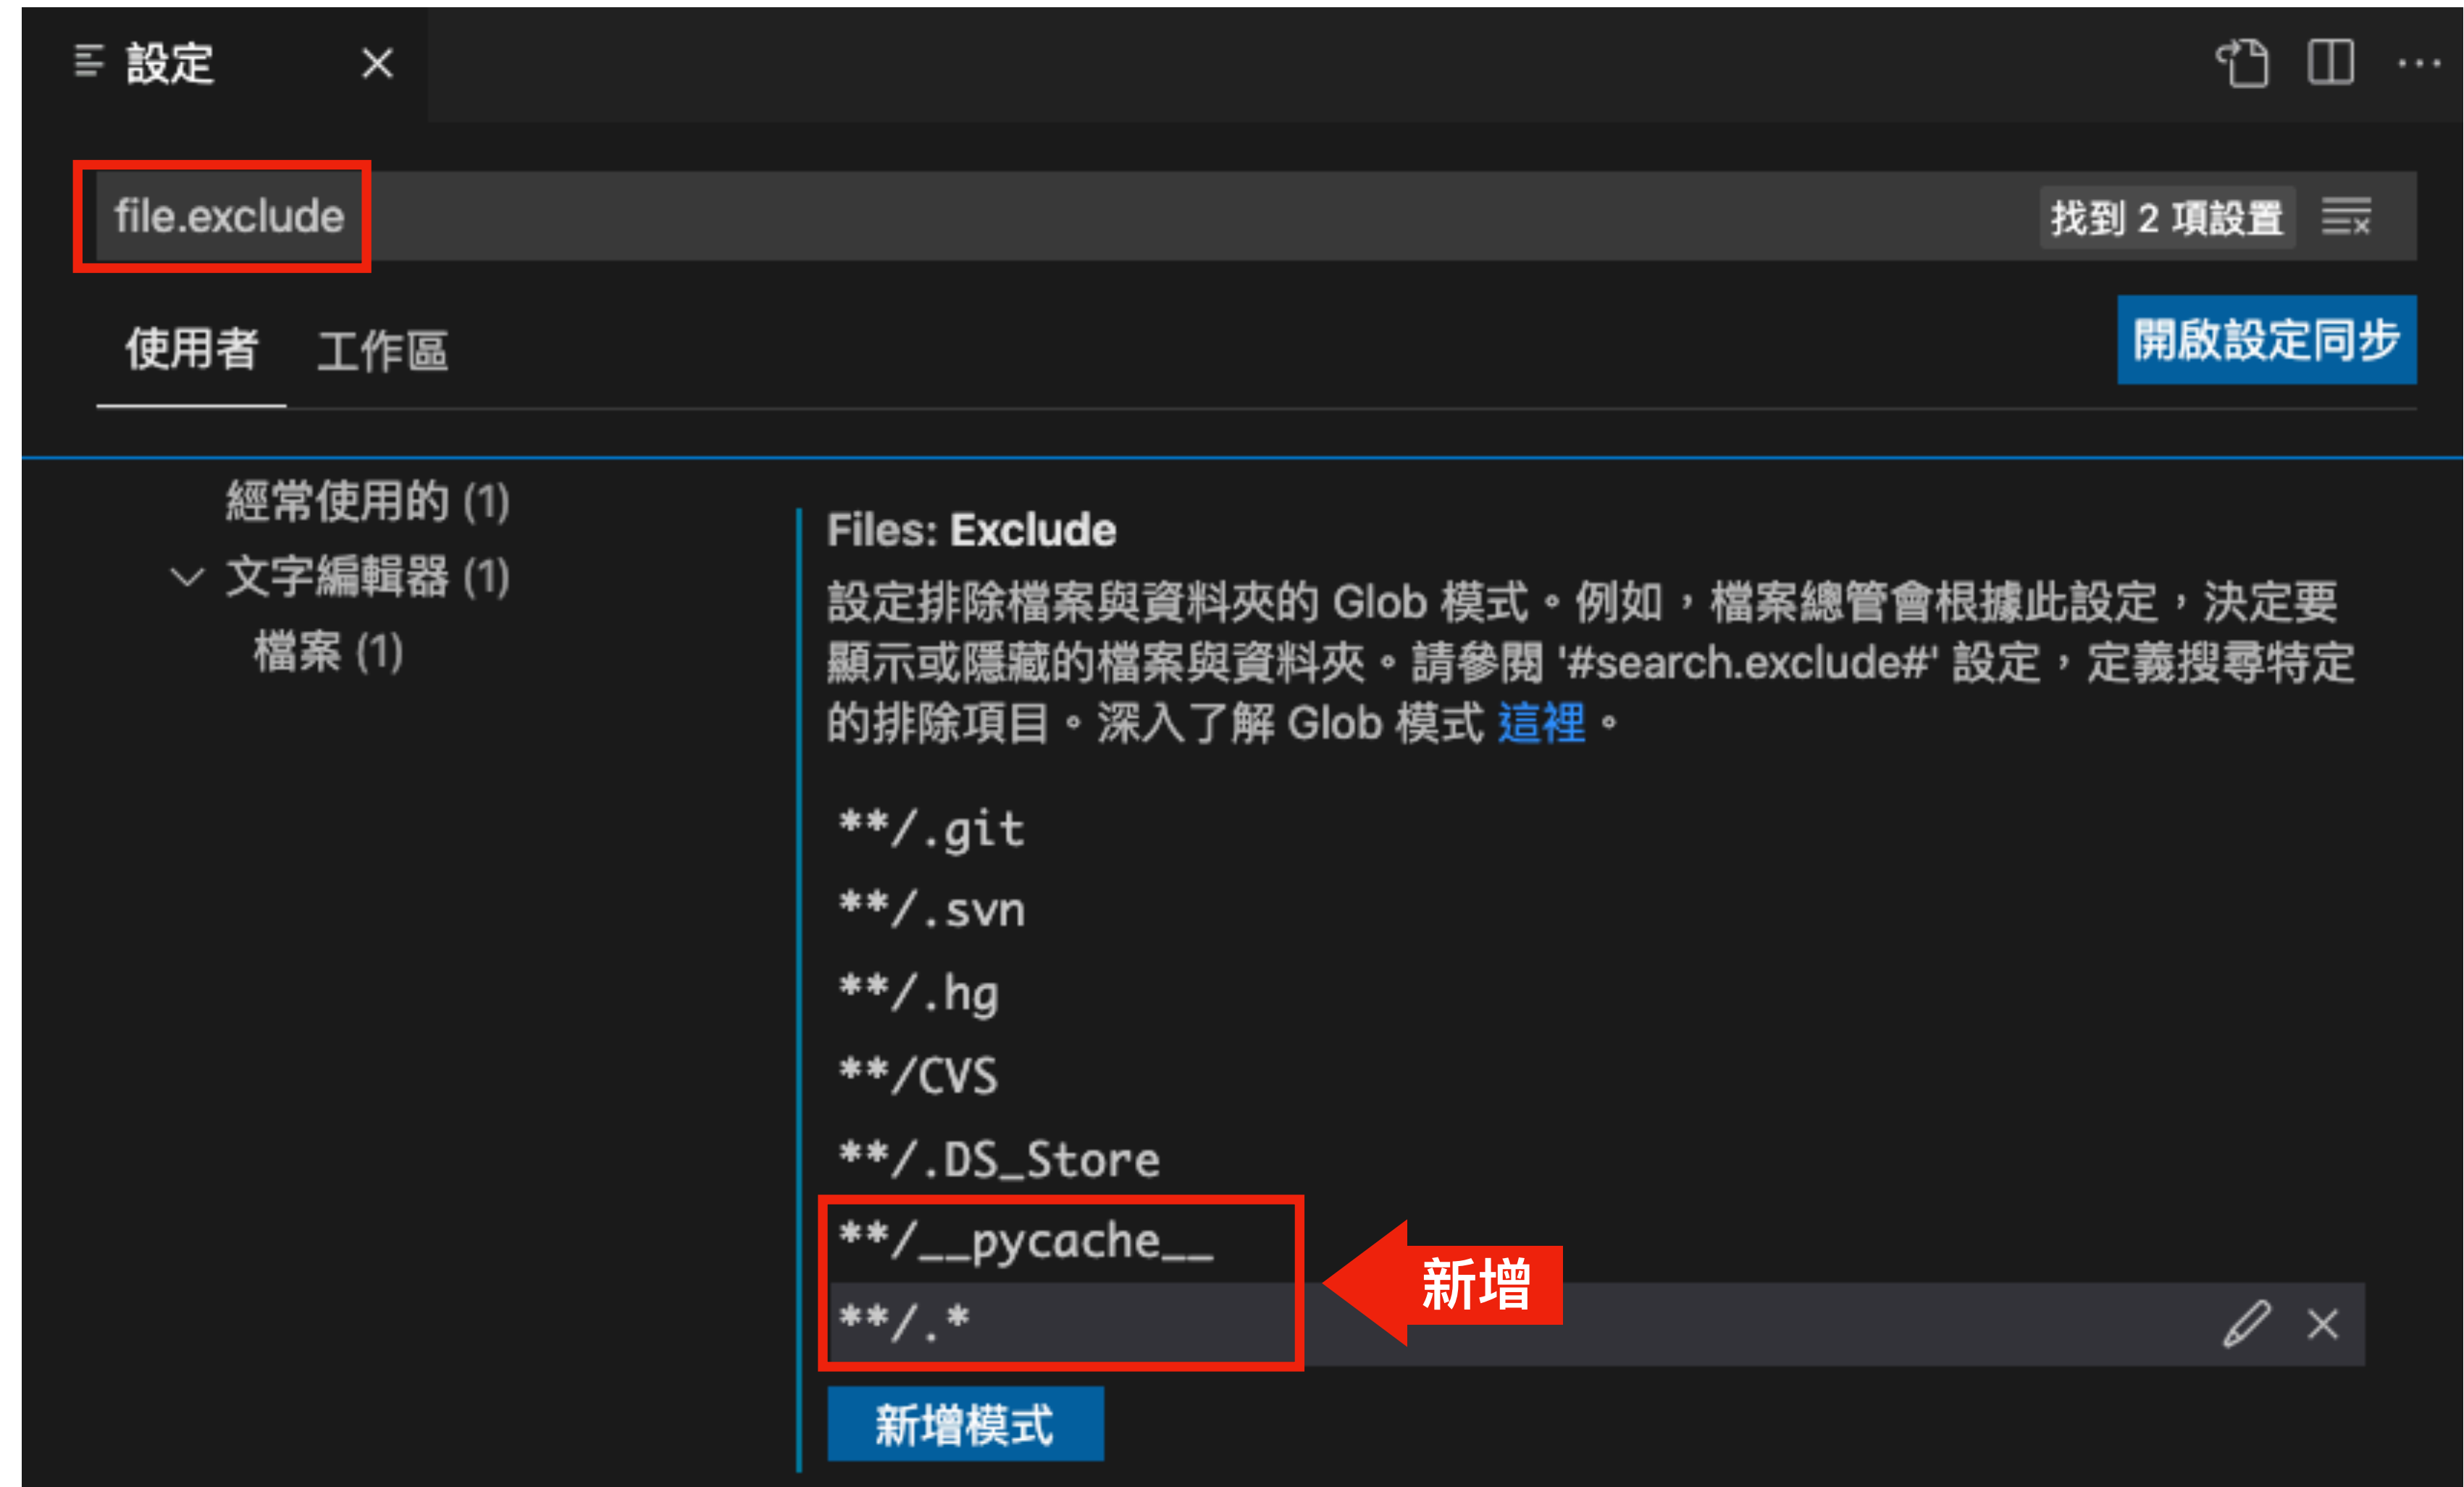 設定
file.exclude
找到 2 項設置
使用者 工作區
開啟設定同步
經常使用的 (1)
文字編輯器 (1)
檔案 (1)
Files: Exclude
設定排除檔案與資料夾的 Glob 模式。例如，檔案總管會根據此設定，決定要
顯示或隱藏的檔案與資料夾。請參閱 '#search.exclude#' 設定，定義搜尋特定
的排除項目。深入了解 Glob 模式 這裡。
**/.git
**/.svn
**/.hg
**/CVS
**/.DS_Store
**/__pycache__
**/.*
新增
新增模式